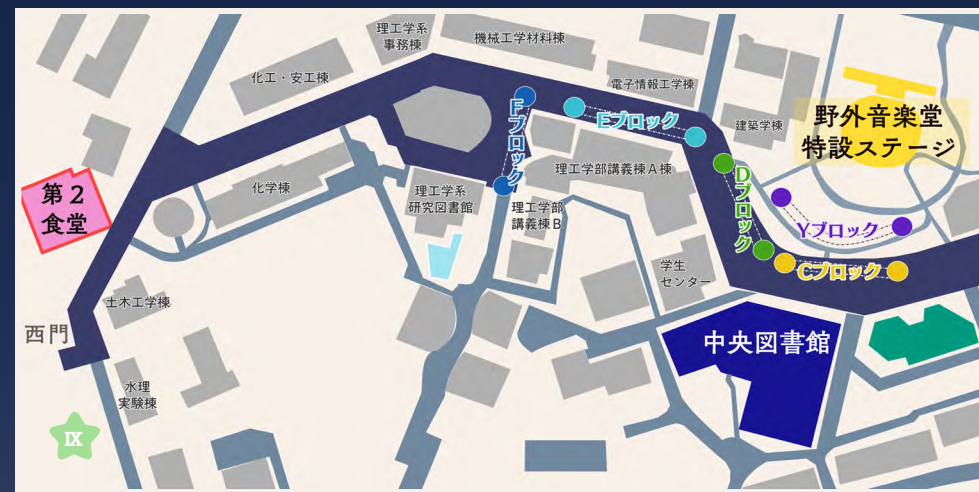 理工学系
事務棟
機械工学材料棟
化工・安工棟
電子情報工学棟
Fブロック
Eブロック
建築学棟
野外音楽堂
特設ステージ
第2
食堂
化学棟
理工学系
研究図書館
理工学部講義棟A棟
理工学部
講義棟B
Dブロック
Yブロック
Cブロック
学生
センター
土木工学棟
西門
中央図書館
水理
実験棟
IX